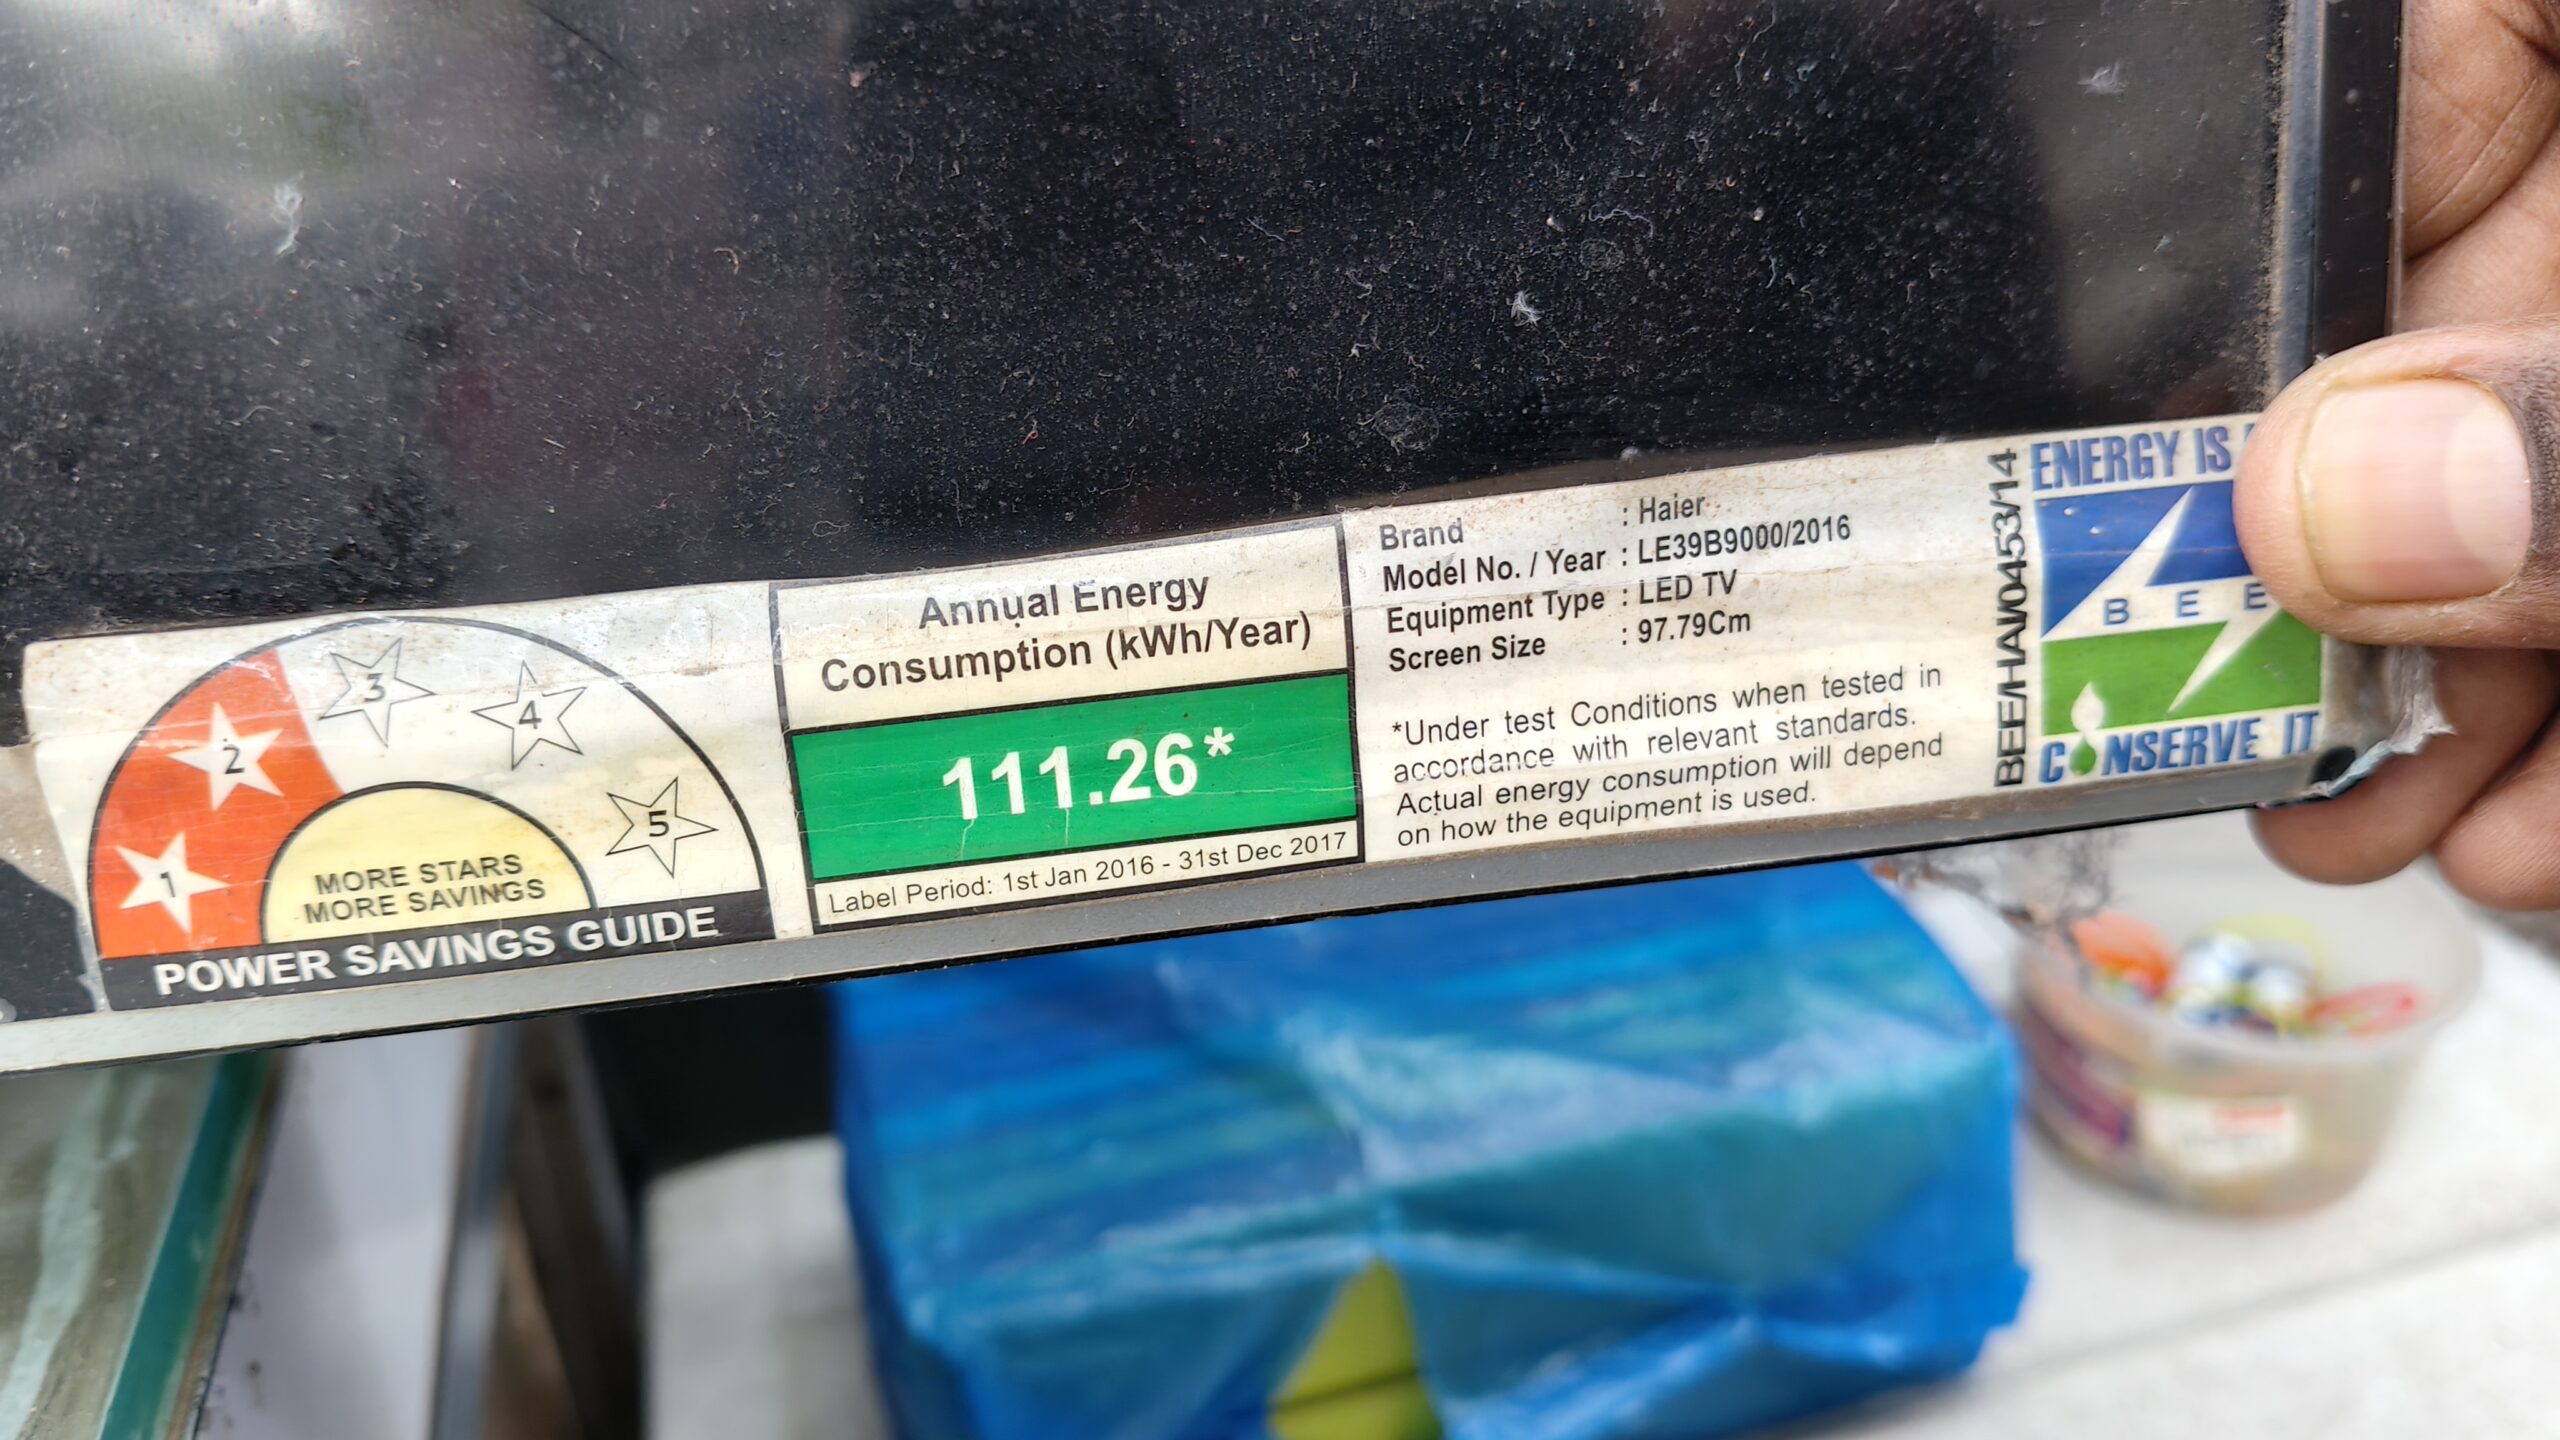 1
2
3
4
5
MORE STARS
MORE SAVINGS
POWER SAVINGS GUIDE
Annual Energy
Consumption (kWh/Year)
111.26*
Label Period: 1st Jan 2016 - 31st Dec 2017
Brand : Haier
Model No. / Year : LE39B9000/2016
Equipment Type : LED TV
Screen Size : 97.79Cm
*Under test Conditions when tested in
accordance with relevant standards.
Actual energy consumption will depend
on how the equipment is used.
BEE/HAI/0453/14
ENERGY IS
BEE
CONSERVE IT